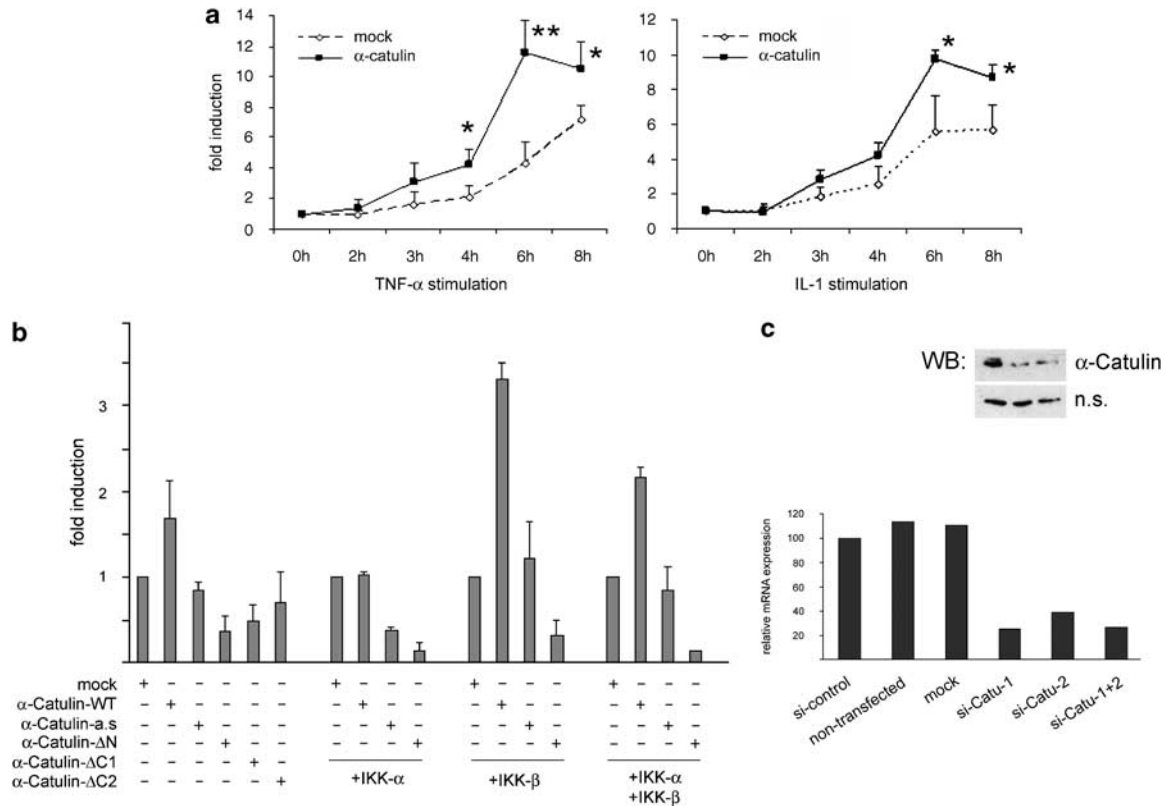 a
14
12
10
8
6
4
2
0
fold induction
mock
α-catulin
*
**
*
0h 2h 3h 4h 6h 8h
TNF-α stimulation
12
10
8
6
4
2
0
mock
α-catulin
*
*
0h 2h 3h 4h 6h 8h
IL-1 stimulation
b
fold induction
3
2
1
mock + – – – – – + – – – + – – – + – – –
α-Catulin-WT – + – – – – – + – – – + – – – + – –
α-Catulin-a.s – – + – – – – – + – – – + – – – + –
α-Catulin-ΔN – – – + – – – – – + – – – + – – – +
α-Catulin-ΔC1 – – – – + –
α-Catulin-ΔC2 – – – – – +
+IKK-α
+IKK-β
+IKK-α
+IKK-β
c
WB:
α-Catulin
n.s.
relative mRNA expression
120
100
80
60
40
20
si-control
non-transfected
mock
si-Catu-1
si-Catu-2
si-Catu-1+2